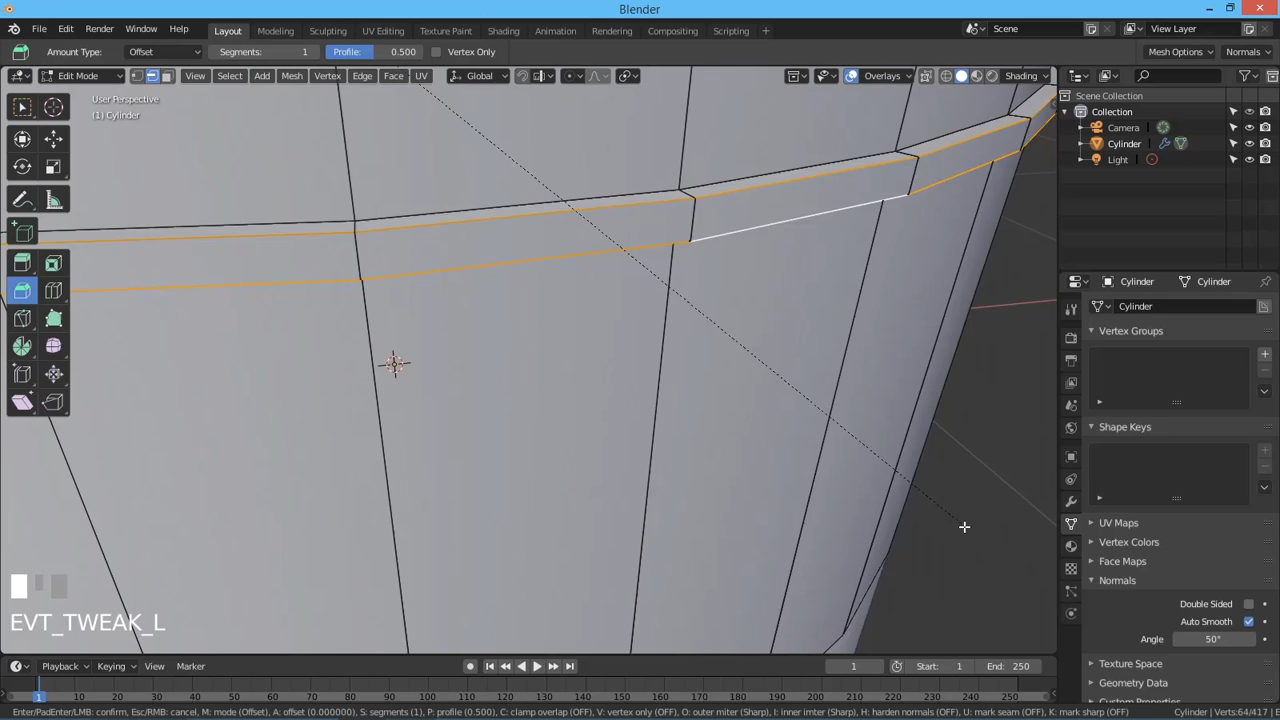 Blender
File Edit Render Window Help Layout Modeling Sculpting UV Editing Texture Paint Shading Animation Rendering Compositing Scripting + Scene View Layer
Amount Type: Offset Segments: 1 Profile: 0.500 Vertex Only Mesh Options Normals
Edit Mode View Select Add Mesh Vertex Edge Face UV Global Overlays Shading
User Perspective
(1) Cylinder
Scene Collection
Collection
Camera
Cylinder
Light
Cylinder Cylinder
Cylinder
Vertex Groups
Shape Keys
UV Maps
Vertex Colors
Face Maps
Normals
Double Sided
Auto Smooth
Angle 50°
Texture Space
Geometry Data
Custom Properties
EVT_TWEAK_L
Playback Keying View Marker 1 Start: 1 End: 250
1 10 20 30 40 50 60 70 80 90 100 110 120 130 140 150 160 170 180 190 200 210 220 230 240 250
Enter/PadEnter/LMB: confirm, Esc/RMB: cancel, M: mode (Offset), A: offset (0.000000), S: segments (1), P: profile (0.500), C: clamp overlap (OFF), V: vertex only (OFF), O: outer miter (Sharp), I: inner imter (Sharp), H: harden normals (OFF), U: mark seam (OFF), K: mark sharp (OFF) Cylinder | Verts:64/417 |